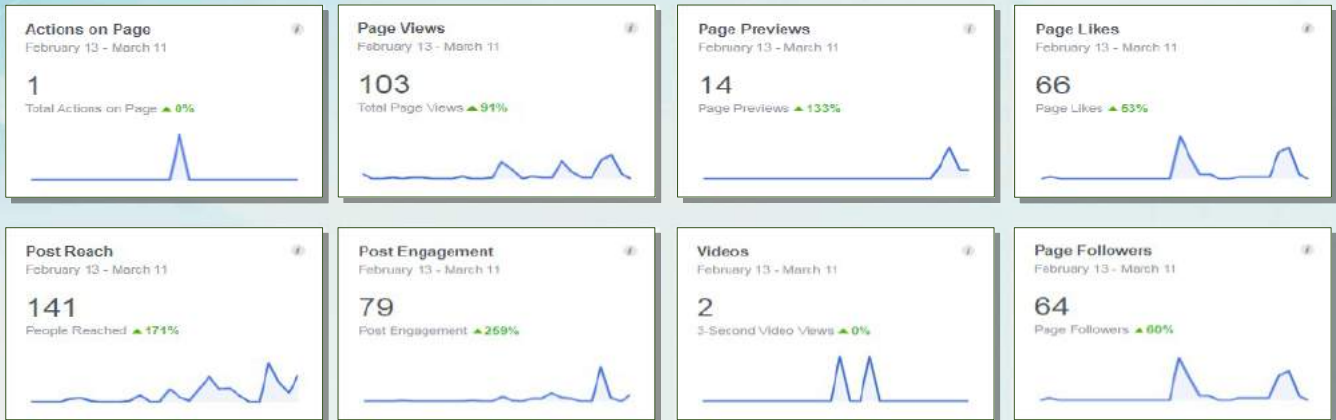 Actions on Page
February 13 - March 11
1
Total Actions on Page ▲ 0%
Page Views
February 13 - March 11
103
Total Page Views ▲ 91%
Page Previews
February 13 - March 11
14
Page Previews ▲ 133%
Page Likes
February 13 - March 11
66
Page Likes ▲ 53%
Post Reach
February 13 - March 11
141
People Reached ▲ 171%
Post Engagement
February 13 - March 11
79
Post Engagement ▲ 259%
Videos
February 13 - March 11
2
3-Second Video Views ▲ 0%
Page Followers
February 13 - March 11
64
Page Followers ▲ 60%